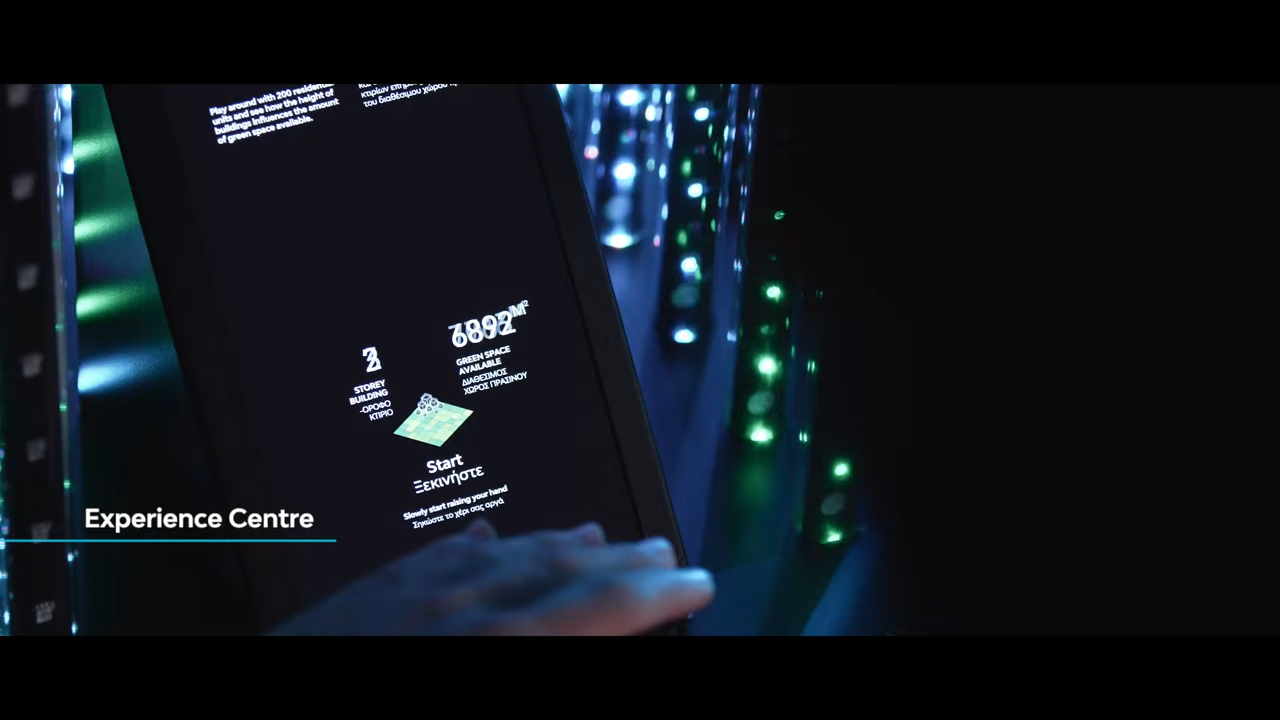 Play around with 200 residential
units and see how the height of
buildings influences the amount
of green space available.
του διαθέσιμου χώρου
M²
STOREY
BUILDING
-ΟΡΟΦΟ
ΚΤΙΡΙΟ
GREEN SPACE
AVAILABLE
ΔΙΑΘΕΣΙΜΟΣ
ΧΩΡΟΣ ΠΡΑΣΙΝΟΥ
Start
Ξεκινήστε
Slowly start raising your hand
Σηκώστε το χέρι σας αργά
Experience Centre